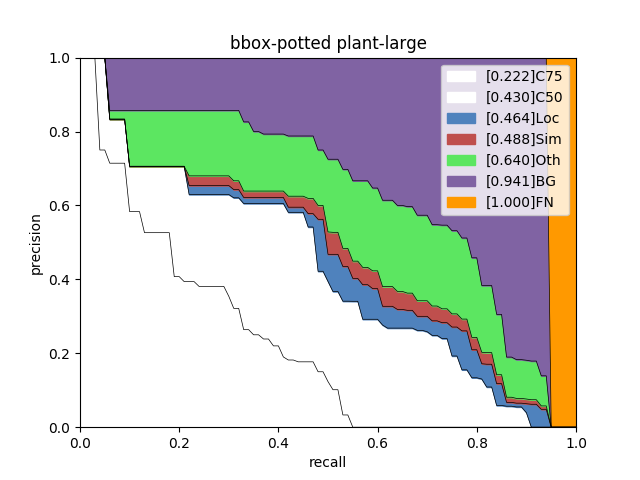 bbox-potted plant-large
1.0
0.8
0.6
0.4
0.2
0.0
precision
[0.222]C75
[0.430]C50
[0.464]Loc
[0.488]Sim
[0.640]Oth
[0.941]BG
[1.000]FN
0.0 0.2 0.4 0.6 0.8 1.0
recall